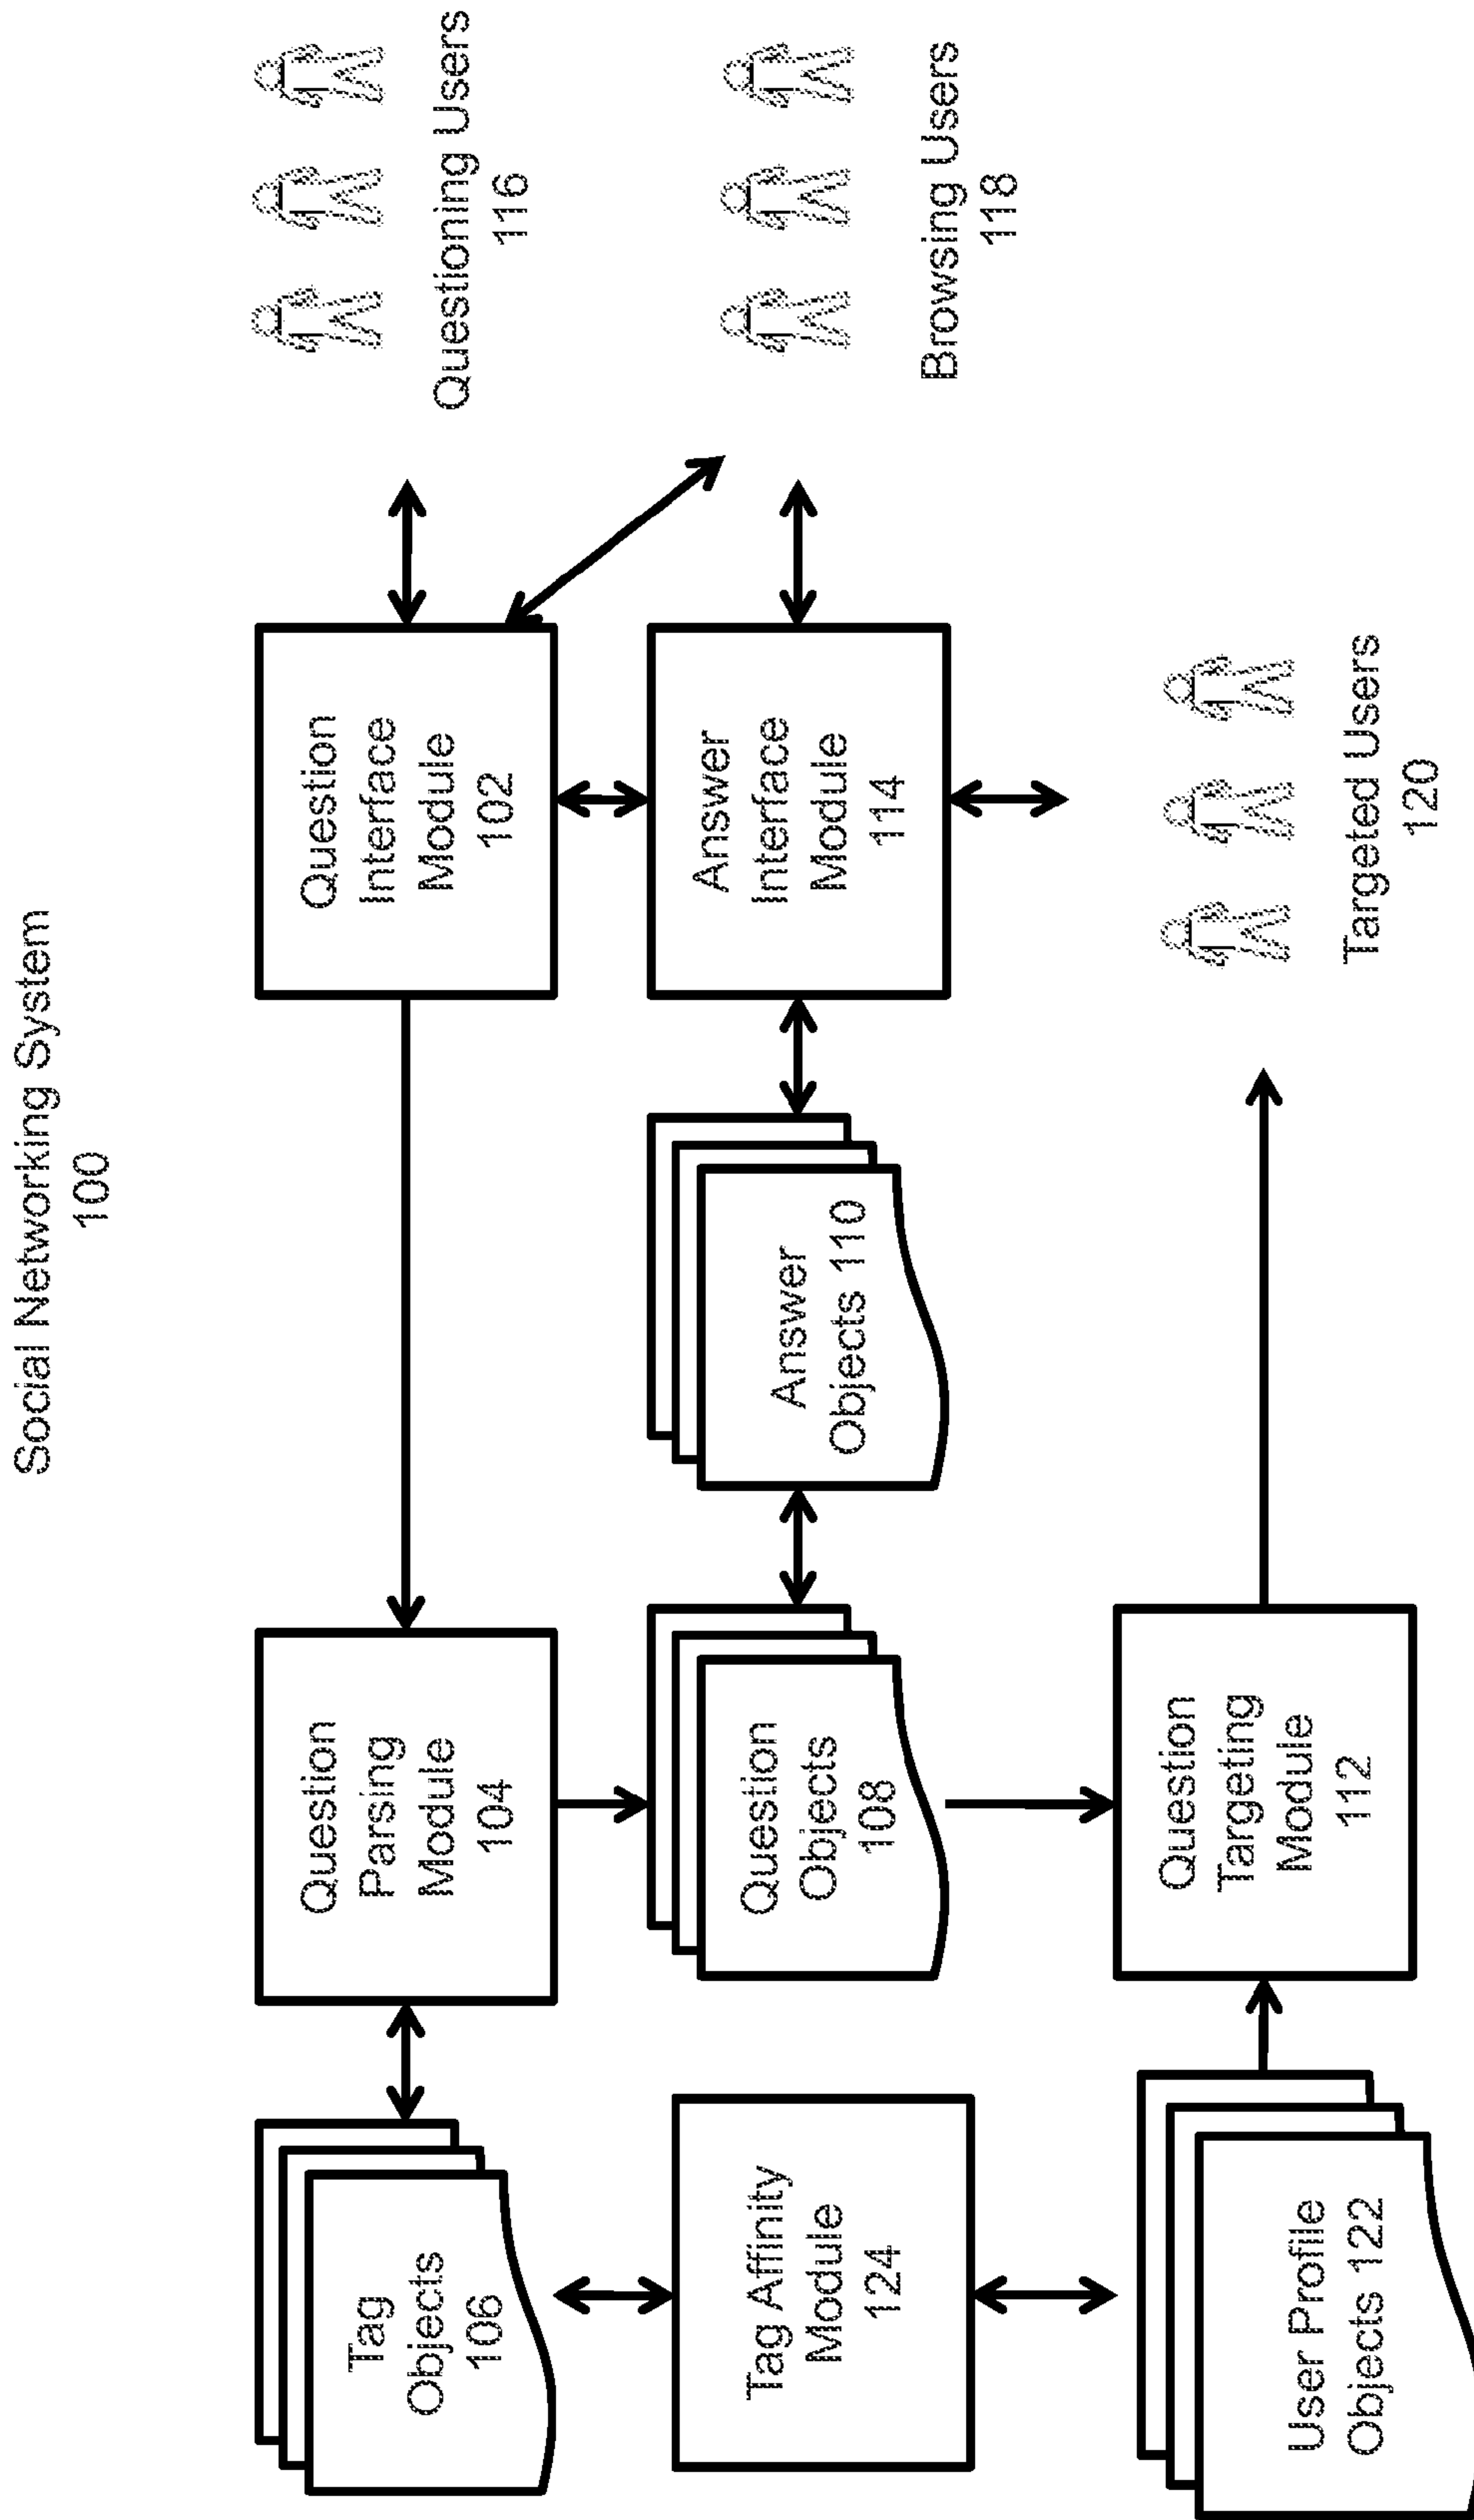 Social Networking System
100
Tag
Objects
106
Question
Parsing
Module
104
Question
Interface
Module
102
Questioning Users
116
Tag Affinity
Module
124
Question
Objects
108
Answer
Objects 110
Answer
Interface
Module
114
Browsing Users
118
User Profile
Objects 122
Question
Targeting
Module
112
Targeted Users
120